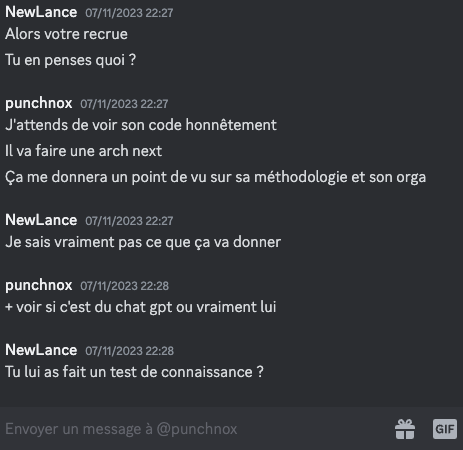 NewLance 07/11/2023 22:27
Alors votre recrue
Tu en penses quoi ?
punchnox 07/11/2023 22:27
J'attends de voir son code honnêtement
Il va faire une arch next
Ça me donnera un point de vu sur sa méthodologie et son orga
NewLance 07/11/2023 22:27
Je sais vraiment pas ce que ça va donner
punchnox 07/11/2023 22:28
+ voir si c'est du chat gpt ou vraiment lui
NewLance 07/11/2023 22:28
Tu lui as fait un test de connaissance ?
Envoyer un message à @punchnox
GIF